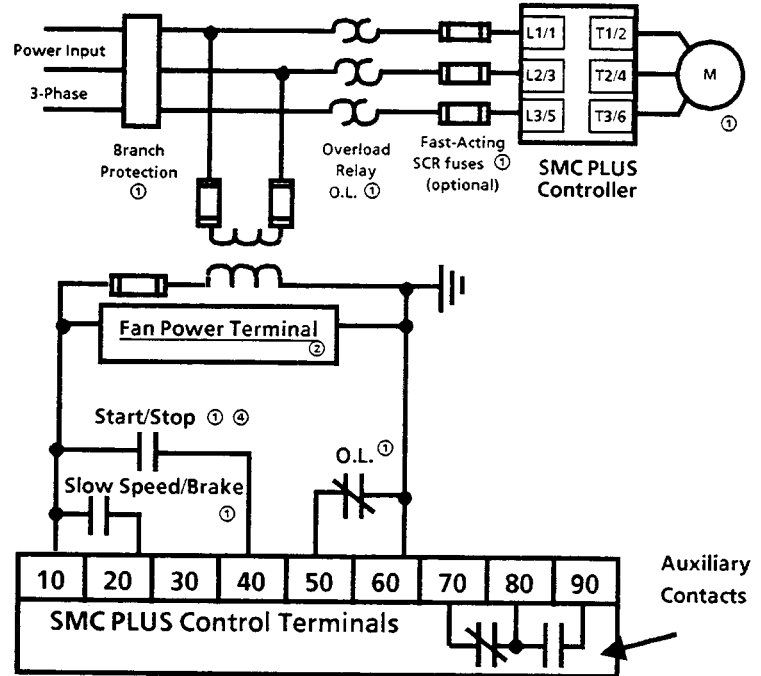 Power Input
3-Phase
Branch
Protection
①
Overload
Relay
O.L. ①
Fast-Acting
SCR fuses ①
(optional)
L1/1
T1/2
L2/3
T2/4
L3/5
T3/6
M
①
SMC PLUS
Controller
Fan Power Terminal
②
Start/Stop ① ④
O.L. ①
Slow Speed/Brake
①
10 20 30 40 50 60 70 80 90
SMC PLUS Control Terminals
Auxiliary
Contacts